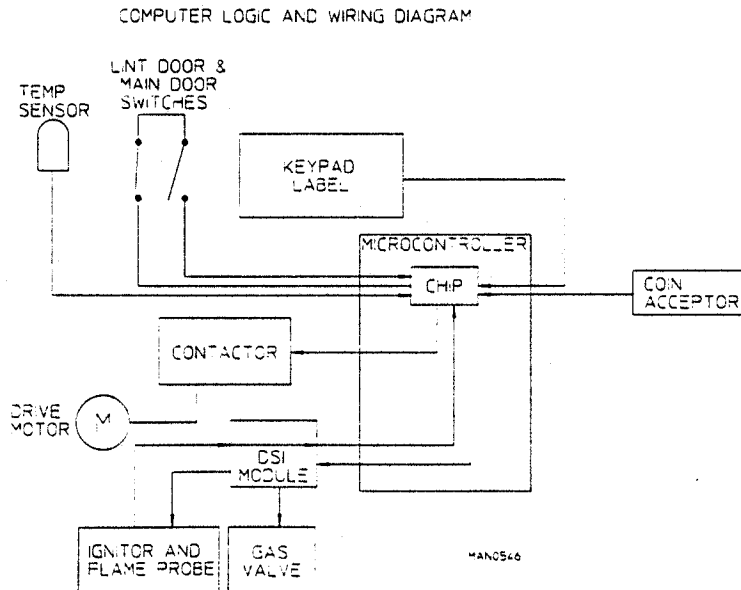 COMPUTER LOGIC AND WIRING DIAGRAM
LINT DOOR &
MAIN DOOR
SWITCHES
TEMP
SENSOR
KEYPAD
LABEL
MICROCONTROLLER
CHIP
COIN
ACCEPTOR
CONTACTOR
DRIVE
MOTOR
M
DSI
MODULE
IGNITOR AND
FLAME PROBE
GAS
VALVE
MAN0546